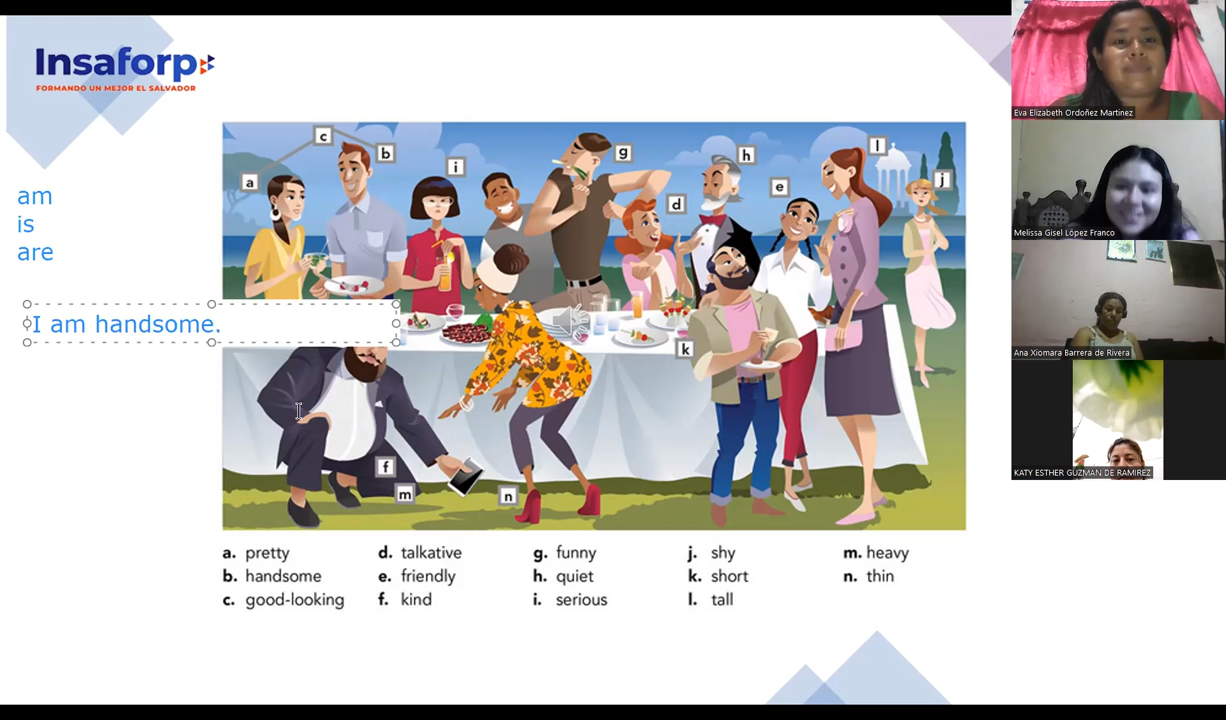 Insaforp
FORMANDO UN MEJOR EL SALVADOR
am
is
are
I am handsome.
a
c
b
i
g
d
h
e
l
j
k
f
m
n
a. pretty
b. handsome
c. good-looking
d. talkative
e. friendly
f. kind
g. funny
h. quiet
i. serious
j. shy
k. short
l. tall
m. heavy
n. thin
Eva Elizabeth Ordoñez Martinez
Melissa Gisel López Franco
Ana Xiomara Barrera de Rivera
KATY ESTHER GUZMAN DE RAMIREZ